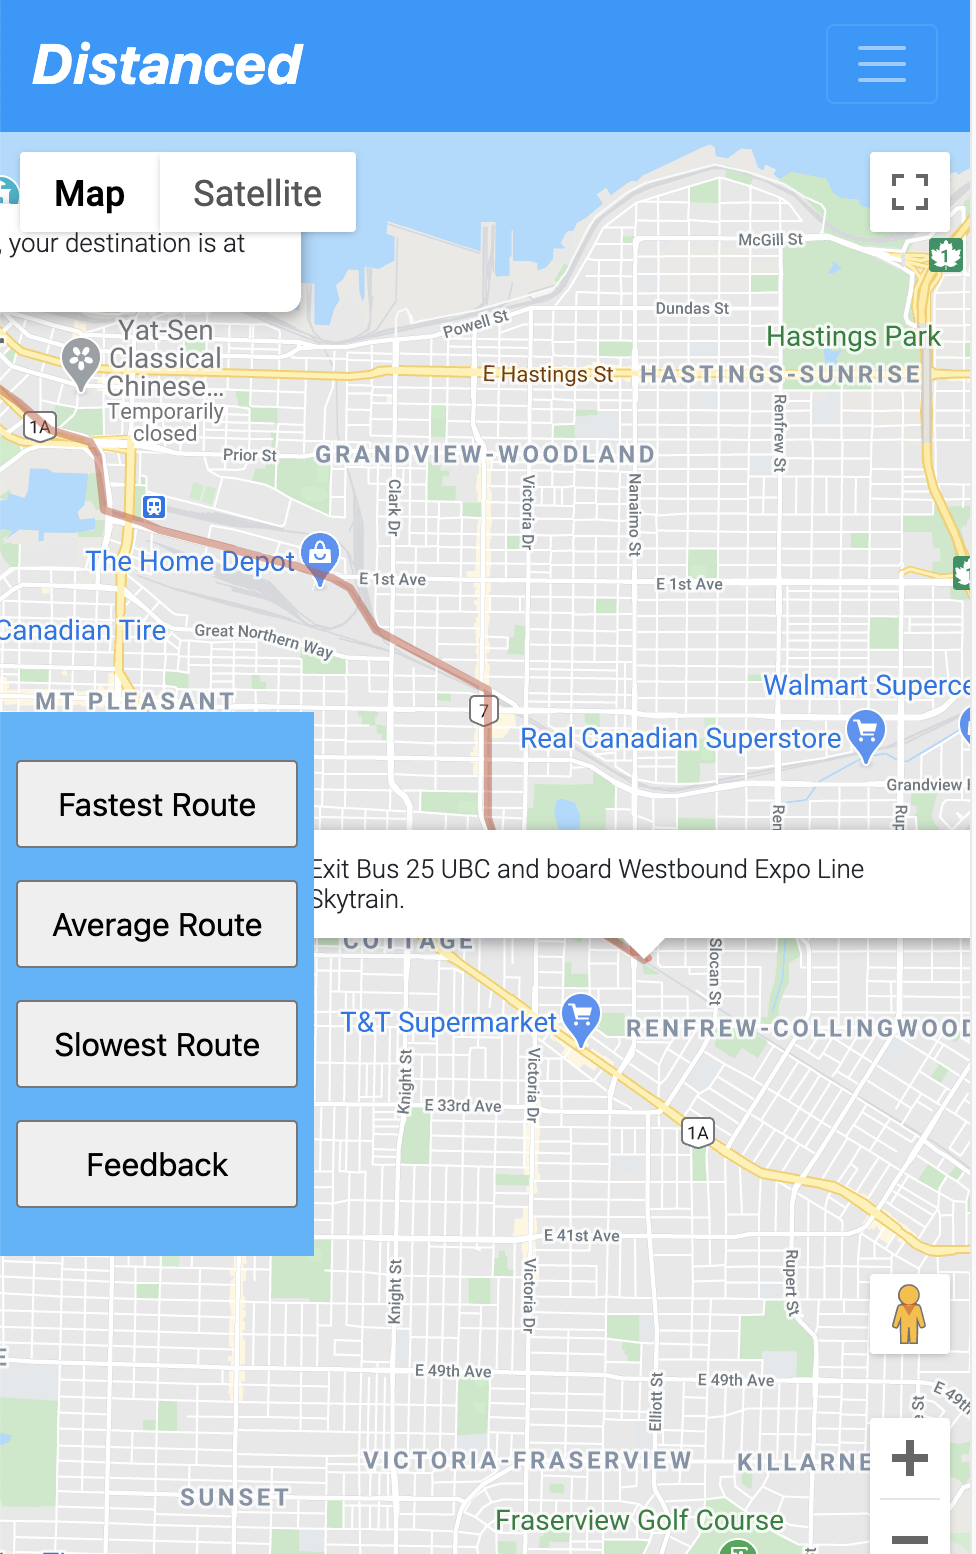 Distanced
Map
Satellite
, your destination is at
McGill St
1
Dundas St
Powell St
Yat-Sen
Classical
Chinese...
Temporarily
closed
Hastings Park
E Hastings St
HASTINGS-SUNRISE
1A
Renfrew St
Prior St
GRANDVIEW-WOODLAND
Clark Dr
Victoria Dr
Nanaimo St
The Home Depot
E 1st Ave
E 1st Ave
Canadian Tire
Great Northern Way
MT PLEASANT
Walmart Superce
7
Real Canadian Superstore
Grandview H
Ren
Rup
Fastest Route
Average Route
Slowest Route
Feedback
Exit Bus 25 UBC and board Westbound Expo Line
Skytrain.
COTTAGE
Slocan St
T&T Supermarket
RENFREW-COLLINGWOOD
Knight St
Victoria Dr
E 33rd Ave
1A
E 41st Ave
Knight St
Victoria Dr
Rupert St
E 49th Ave
E 49th Ave
E 49th
Elliott St
e St
VICTORIA-FRASERVIEW
KILLARNE
SUNSET
Fraserview Golf Course